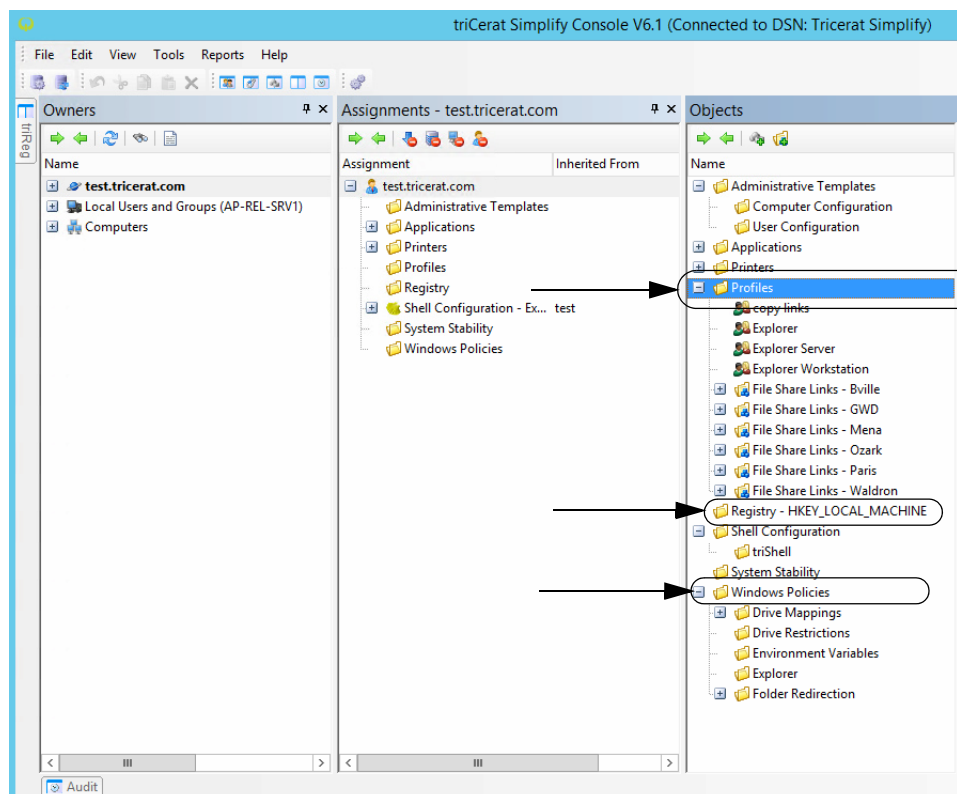 triCerat Simplify Console V6.1 (Connected to DSN: Tricerat Simplify)
File Edit View Tools Reports Help
triReg
Owners
Name
test.tricerat.com
Local Users and Groups (AP-REL-SRV1)
Computers
Assignments - test.tricerat.com
Assignment Inherited From
test.tricerat.com
Administrative Templates
Applications
Printers
Profiles
Registry
Shell Configuration - Ex... test
System Stability
Windows Policies
Objects
Name
Administrative Templates
Computer Configuration
User Configuration
Applications
Printers
Profiles
copy links
Explorer
Explorer Server
Explorer Workstation
File Share Links - Bville
File Share Links - GWD
File Share Links - Mena
File Share Links - Ozark
File Share Links - Paris
File Share Links - Waldron
Registry - HKEY_LOCAL_MACHINE
Shell Configuration
triShell
System Stability
Windows Policies
Drive Mappings
Drive Restrictions
Environment Variables
Explorer
Folder Redirection
Audit